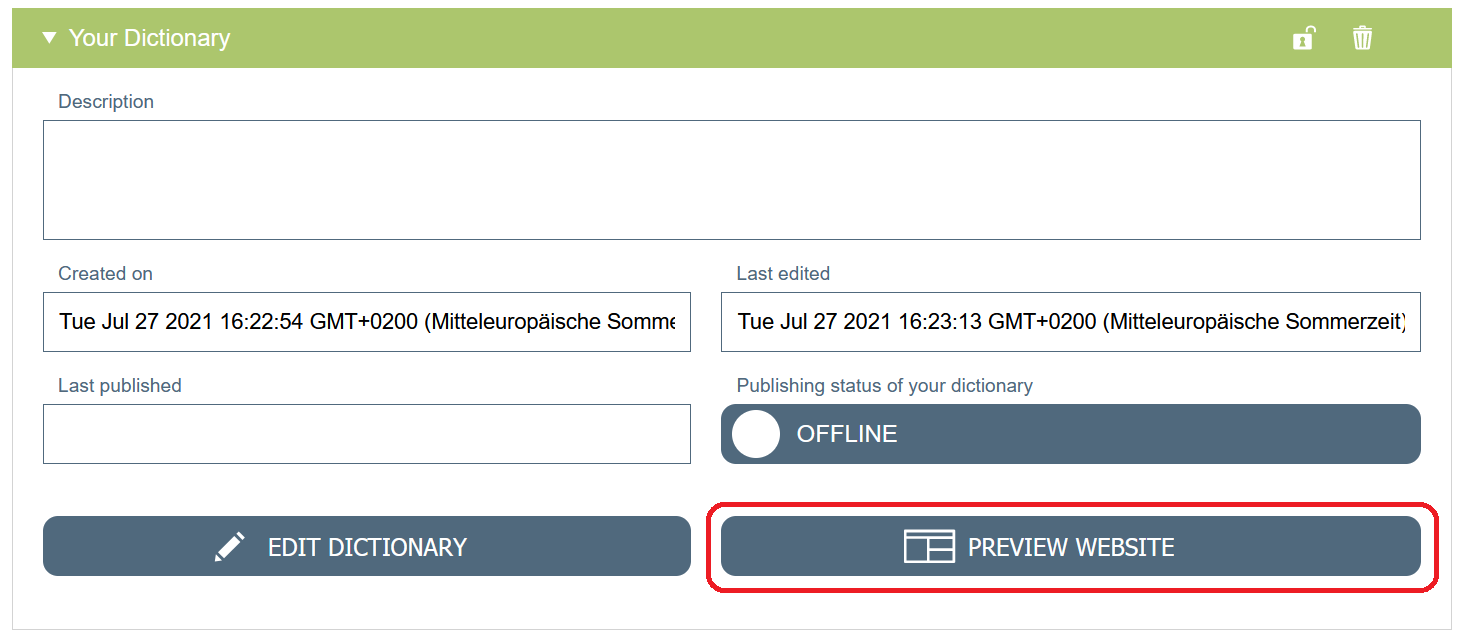 Your Dictionary
Description
Created on
Last edited
Tue Jul 27 2021 16:22:54 GMT+0200 (Mitteleuropäische Somme
Tue Jul 27 2021 16:23:13 GMT+0200 (Mitteleuropäische Sommerzeit)
Last published
Publishing status of your dictionary
OFFLINE
EDIT DICTIONARY
PREVIEW WEBSITE